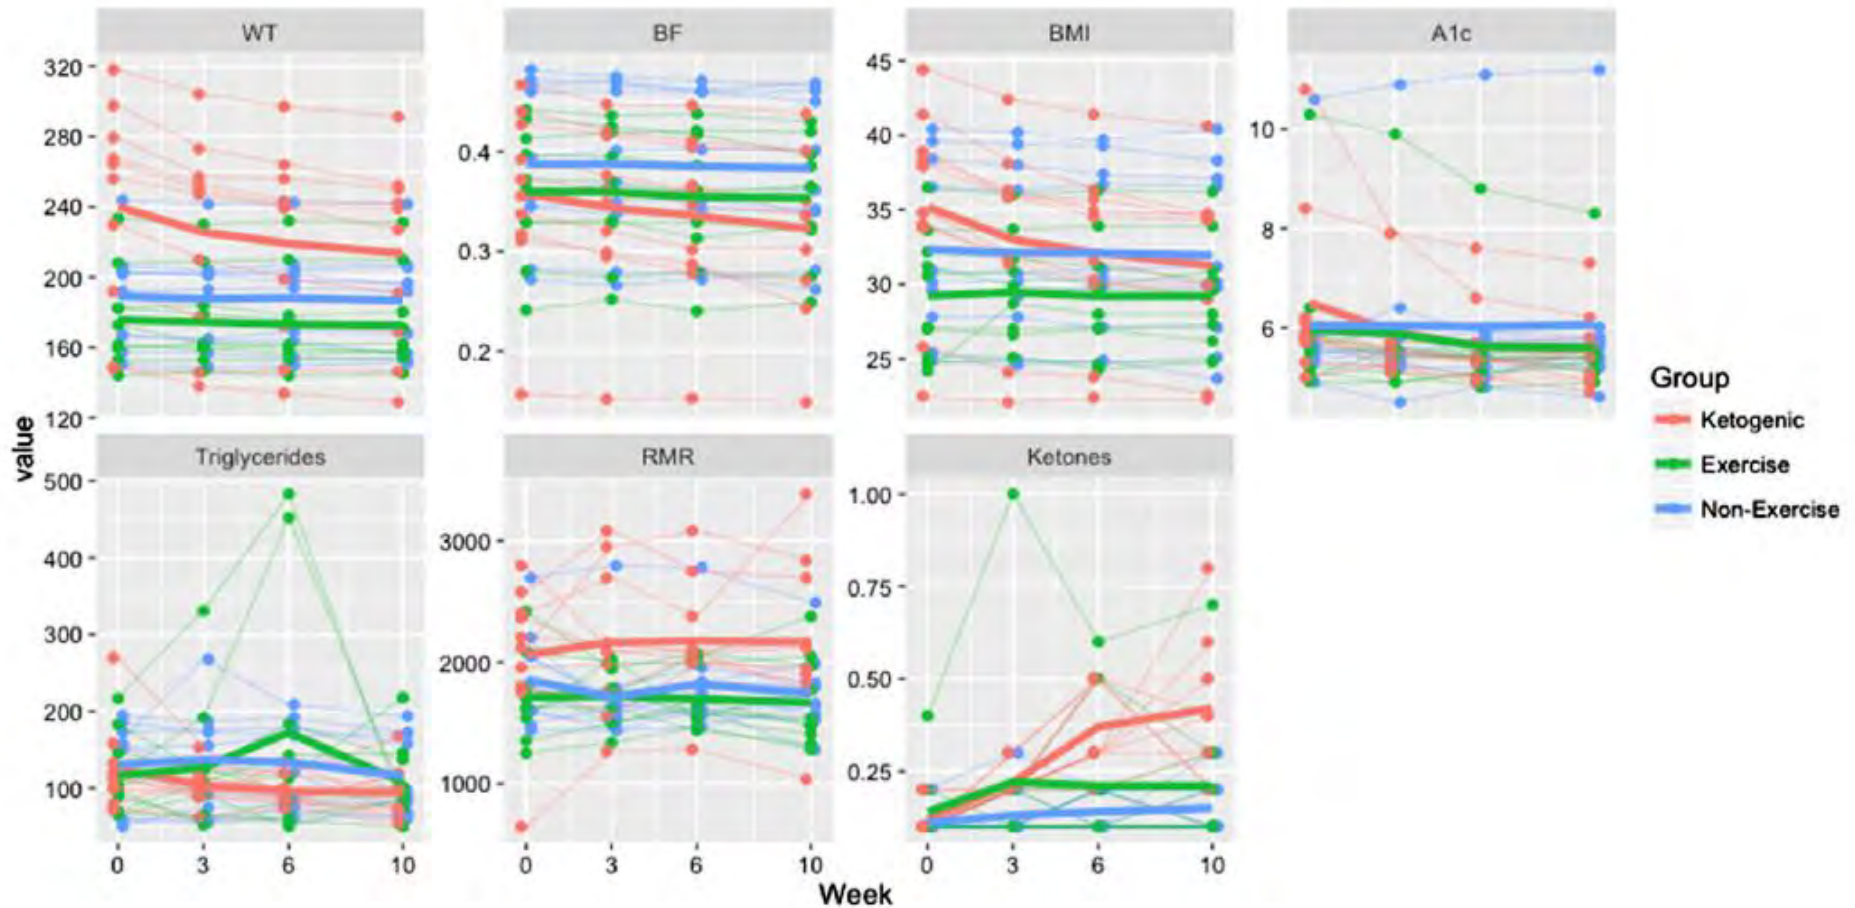 WT
BF
BMI
A1c
320
280
240
200
160
120
0.4
0.3
0.2
45
40
35
30
25
10
8
6
value
Triglycerides
RMR
Ketones
500
400
300
200
100
3000
2000
1000
1.00
0.75
0.50
0.25
0 3 6 10
0 3 6 10
0 3 6 10
Week
Group
Ketogenic
Exercise
Non-Exercise